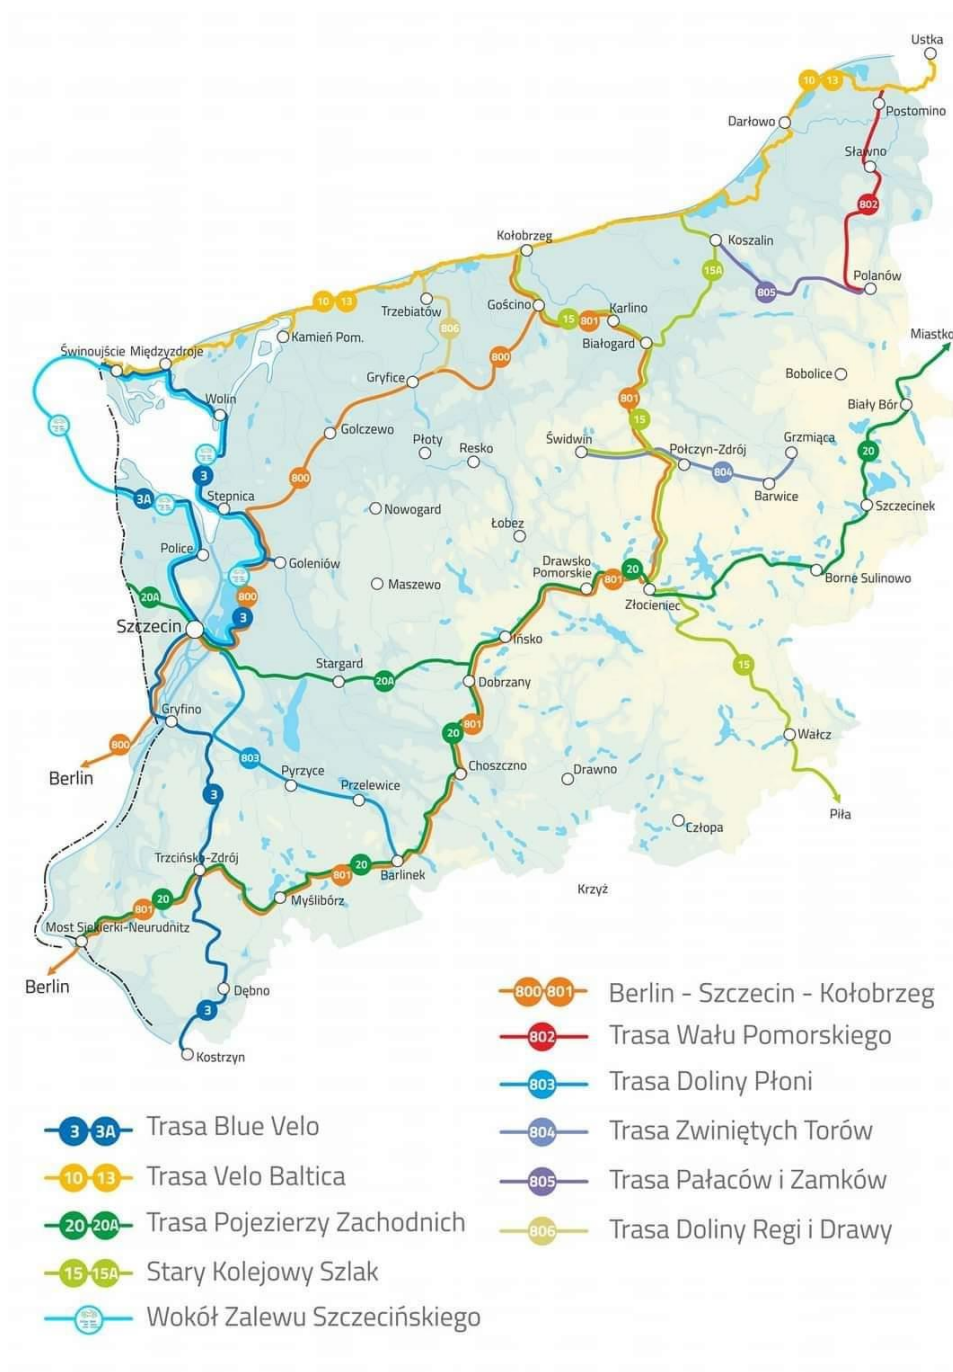 Ustka
10 13
Postomino
Darłowo
Sławno
802
Kołobrzeg
Koszalin
15A
805
Polanów
10 13
Trzebiatów
Gościno
Karlino
15 801
806
Kamień Pom.
Białogard
Miastko
Świnoujście Międzyzdroje
800
Gryfice
Bobolice
801
Wolin
Biały Bór
15
Golczewo
Płoty
Resko
Świdwin
Połczyn-Zdrój
Grzmiąca
20
3
800
804
Barwice
3A
Stepnica
Nowogard
Szczecinek
Łobez
Police
Goleniów
Drawsko
Pomorskie
20
801
Borne Sulinowo
Maszewo
20A
800
Złocieniec
3
Szczecin
Ińsko
Stargard
20A
15
Dobrzany
Gryfino
801
20
Wałcz
800
803
Berlin
Pyrzyce
Choszczno
Drawno
Przelewice
3
Piła
Człopa
Trzcińsko-Zdrój
20
801
Barlinek
Myślibórz
Krzyż
20
801
Most Siekierki-Neurudnitz
Berlin
Dębno
3
Kostrzyn
800 801 Berlin - Szczecin - Kołobrzeg
802 Trasa Wału Pomorskiego
803 Trasa Doliny Płoni
804 Trasa Zwiniętych Torów
805 Trasa Pałaców i Zamków
806 Trasa Doliny Regi i Drawy
3 3A Trasa Blue Velo
10 13 Trasa Velo Baltica
20 20A Trasa Pojezierzy Zachodnich
15 15A Stary Kolejowy Szlak
Wokół Zalewu Szczecińskiego